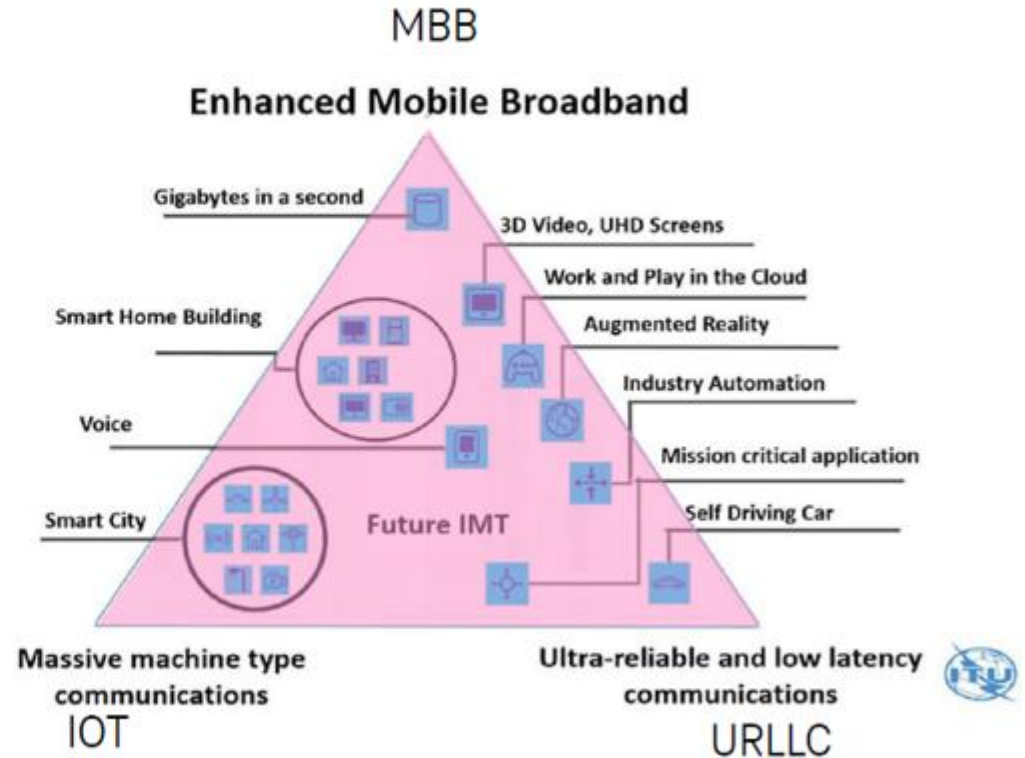 MBB
Enhanced Mobile Broadband
Gigabytes in a second
3D Video, UHD Screens
Work and Play in the Cloud
Smart Home Building
Augmented Reality
Industry Automation
Voice
Mission critical application
Smart City
Future IMT
Self Driving Car
Massive machine type
communications
IOT
Ultra-reliable and low latency
communications
URLLC
ITU